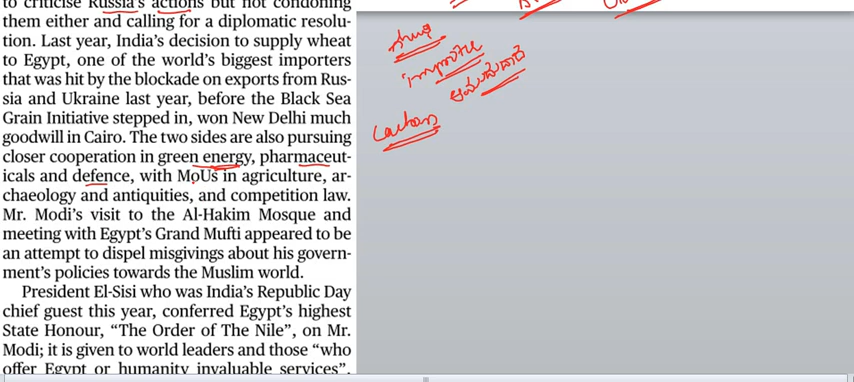 to criticise Russia's actions but not condoning
them either and calling for a diplomatic resolu-
tion. Last year, India's decision to supply wheat
to Egypt, one of the world's biggest importers
that was hit by the blockade on exports from Rus-
sia and Ukraine last year, before the Black Sea
Grain Initiative stepped in, won New Delhi much
goodwill in Cairo. The two sides are also pursuing
closer cooperation in green energy, pharmaceut-
icals and defence, with MoUs in agriculture, ar-
chaeology and antiquities, and competition law.
Mr. Modi's visit to the Al-Hakim Mosque and
meeting with Egypt's Grand Mufti appeared to be
an attempt to dispel misgivings about his govern-
ment's policies towards the Muslim world.
President El-Sisi who was India's Republic Day
chief guest this year, conferred Egypt's highest
State Honour, “The Order of The Nile”, on Mr.
Modi; it is given to world leaders and those “who
offer Egypt or humanity invaluable services”.